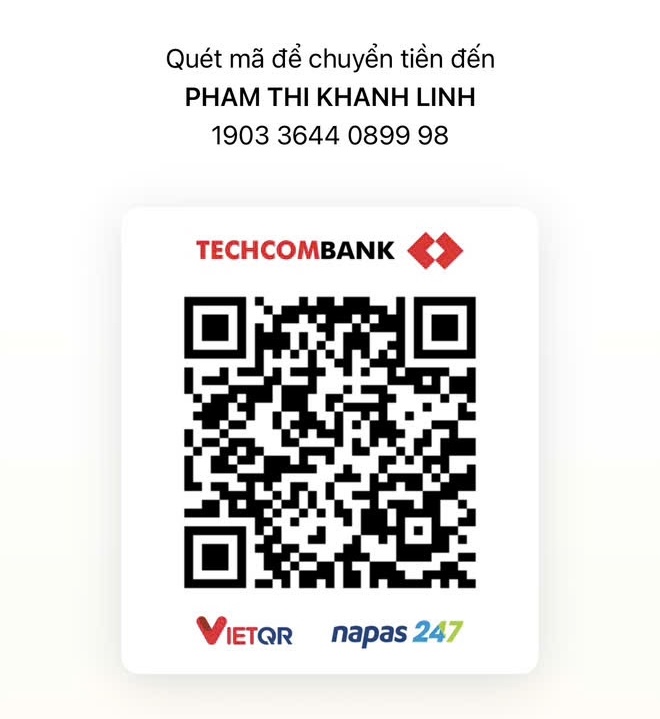 Quét mã để chuyển tiền đến
PHAM THI KHANH LINH
1903 3644 0899 98
TECHCOMBANK
VIETQR
napas 247